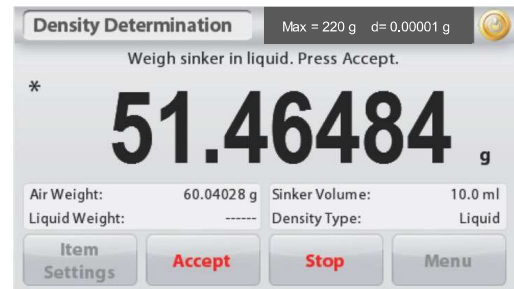 Density Determination Max = 220 g d= 0.00001 g
Weigh sinker in liquid. Press Accept.
* 51.46484 g
Air Weight: 60.04028 g Sinker Volume: 10.0 ml
Liquid Weight: ------ Density Type: Liquid
Item Settings Accept Stop Menu